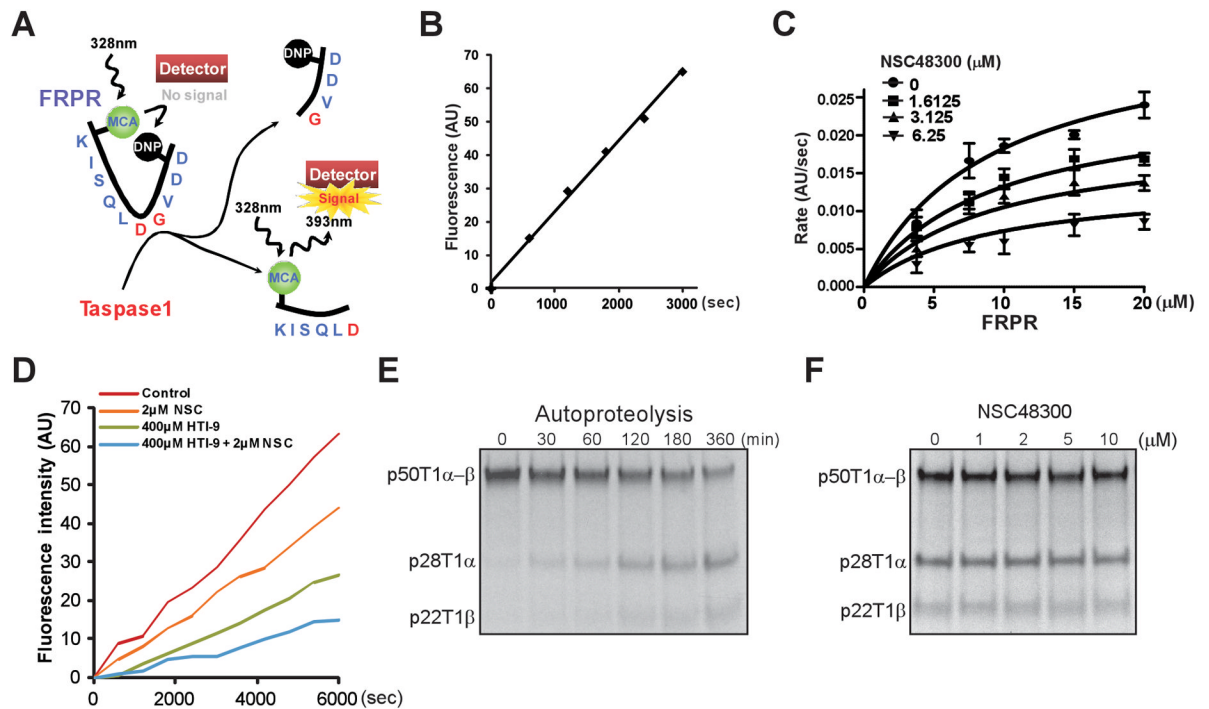 A
328nm
Detector
No signal
FRPR
MCA
DNP
K
I
S
Q
L
D
G
V
D
D
DNP
D
D
V
G
Detector
Signal
328nm
393nm
MCA
K I S Q L D
Taspase1
B
Fluorescence (AU)
70
60
50
40
30
20
10
0
0 1000 2000 3000 (sec)
C
NSC48300 (μM)
0
1.6125
3.125
6.25
Rate (AU/sec)
0.025
0.020
0.015
0.010
0.005
0.000
0 5 10 15 20 (μM)
FRPR
D
Control
2μM NSC
400μM HTI-9
400μM HTI-9 + 2μM NSC
Fluorescence intensity (AU)
70
60
50
40
30
20
10
0
0 2000 4000 6000 (sec)
E
Autoproteolysis
0 30 60 120 180 360 (min)
p50T1α–β
p28T1α
p22T1β
F
NSC48300
0 1 2 5 10 (μM)
p50T1α–β
p28T1α
p22T1β